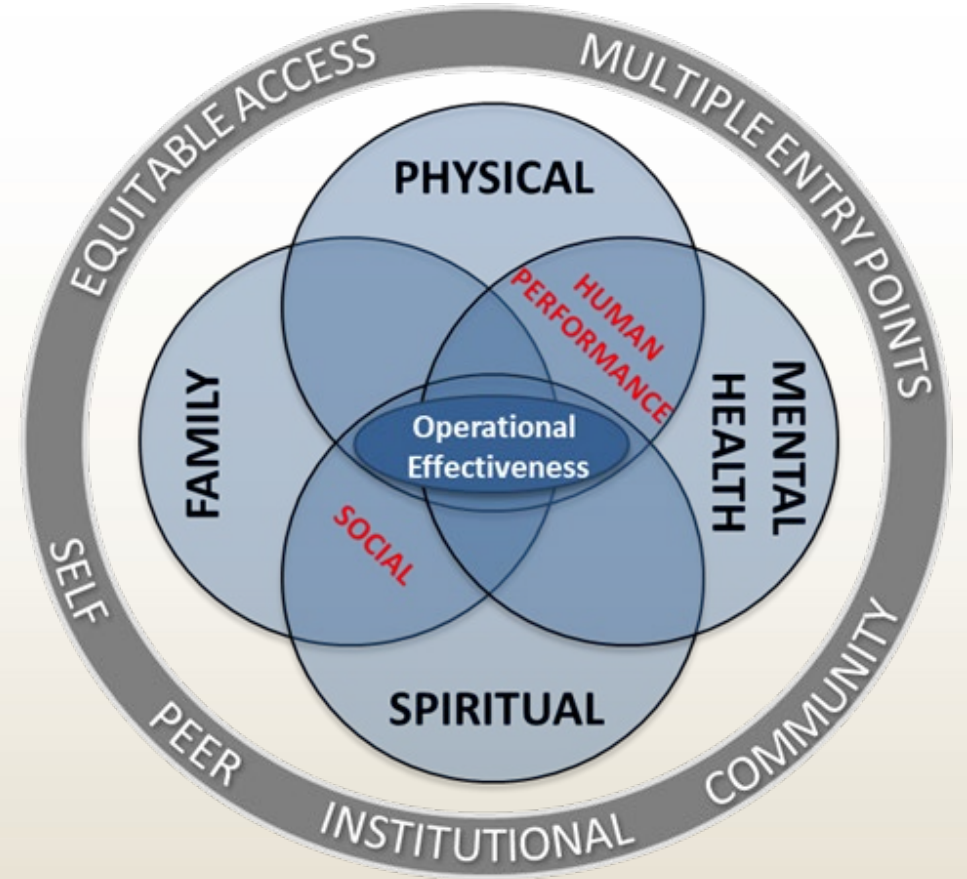 EQUITABLE ACCESS
MULTIPLE ENTRY POINTS
PHYSICAL
HUMAN
PERFORMANCE
FAMILY
MENTAL
HEALTH
Operational
Effectiveness
SOCIAL
SPIRITUAL
SELF
PEER
INSTITUTIONAL
COMMUNITY